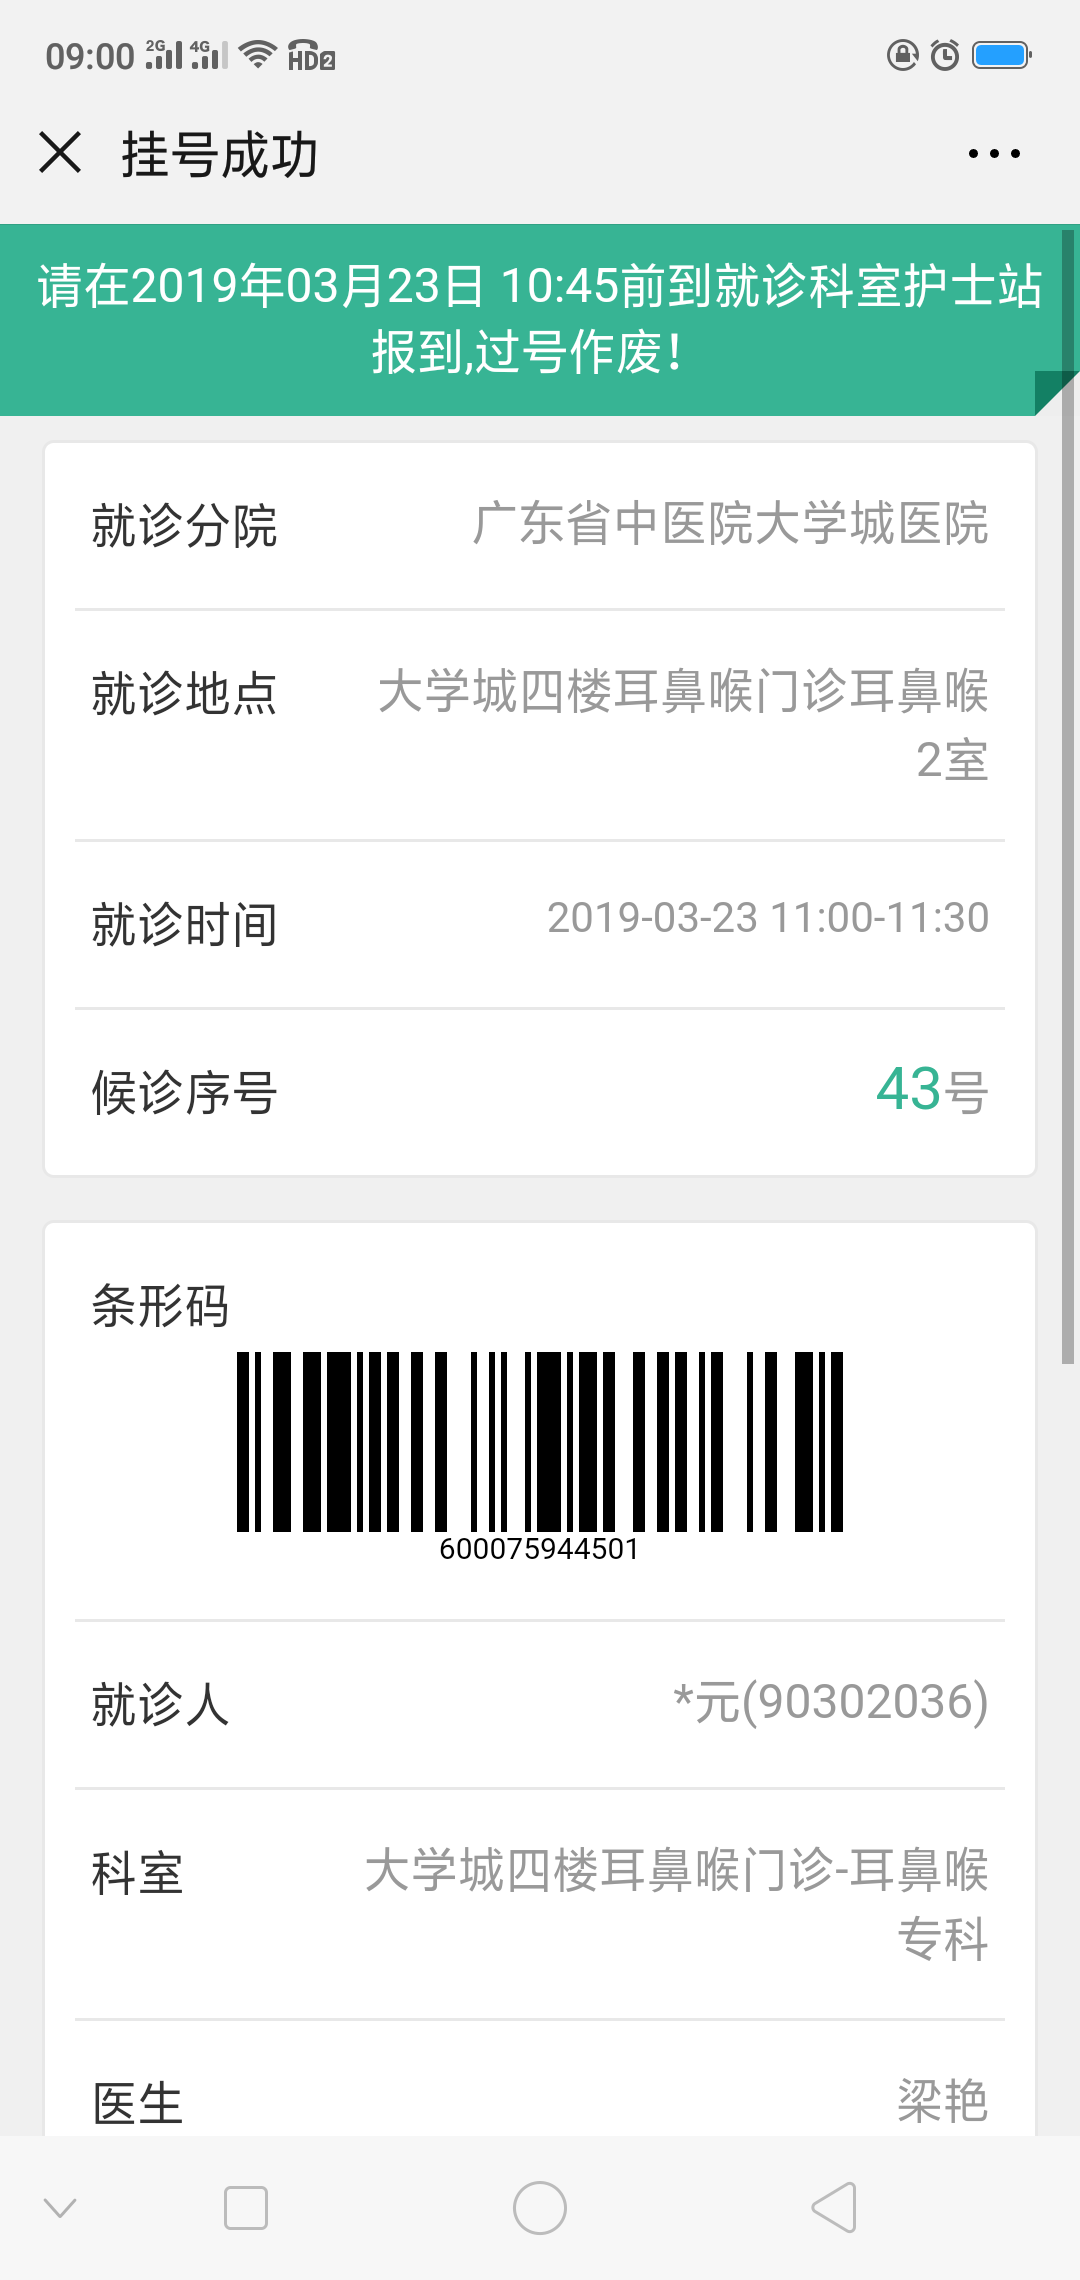 09:00 2G 4G HD 2
挂号成功
请在2019年03月23日 10:45前到就诊科室护士站
报到,过号作废！
就诊分院 广东省中医院大学城医院
就诊地点 大学城四楼耳鼻喉门诊耳鼻喉
2室
就诊时间 2019-03-23 11:00-11:30
候诊序号 43号
条形码
600075944501
就诊人 *元(90302036)
科室 大学城四楼耳鼻喉门诊-耳鼻喉
专科
医生 梁艳